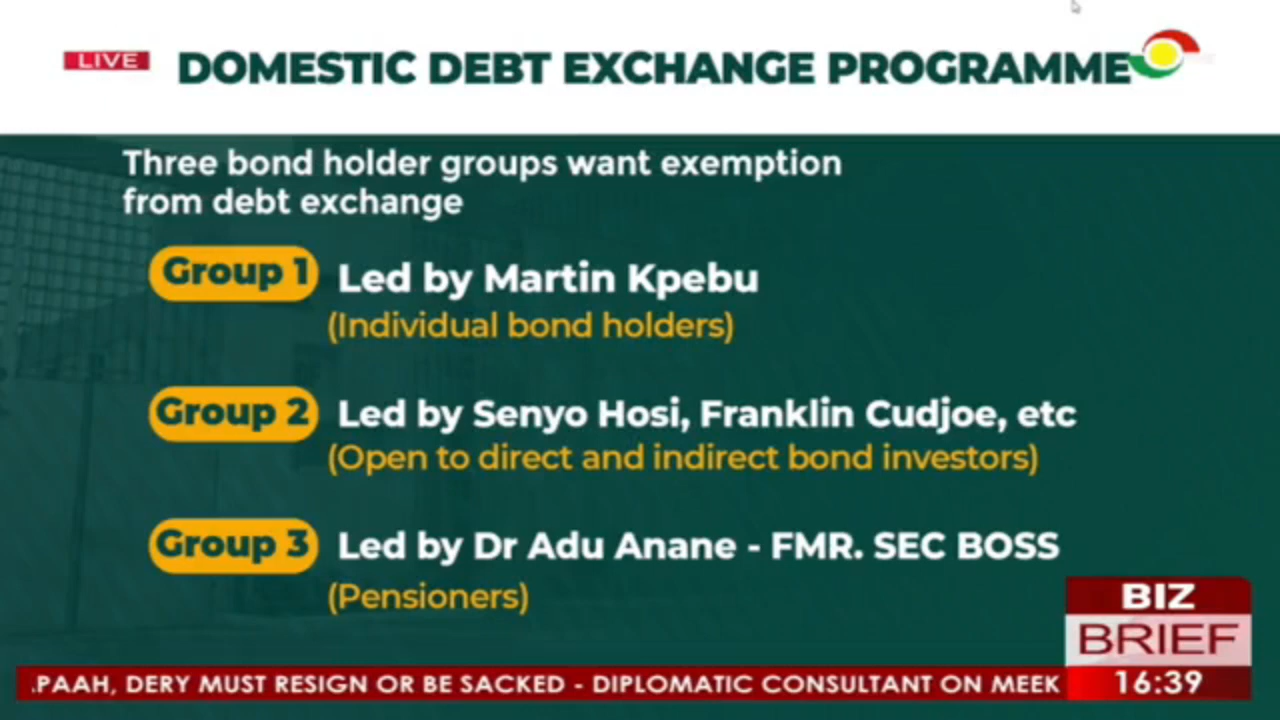 LIVE
DOMESTIC DEBT EXCHANGE PROGRAMME
Three bond holder groups want exemption
from debt exchange
Group 1 Led by Martin Kpebu
(Individual bond holders)
Group 2 Led by Senyo Hosi, Franklin Cudjoe, etc
(Open to direct and indirect bond investors)
Group 3 Led by Dr Adu Anane - FMR. SEC BOSS
(Pensioners)
BIZ
BRIEF
.PAAH, DERY MUST RESIGN OR BE SACKED - DIPLOMATIC CONSULTANT ON MEEK
16:39